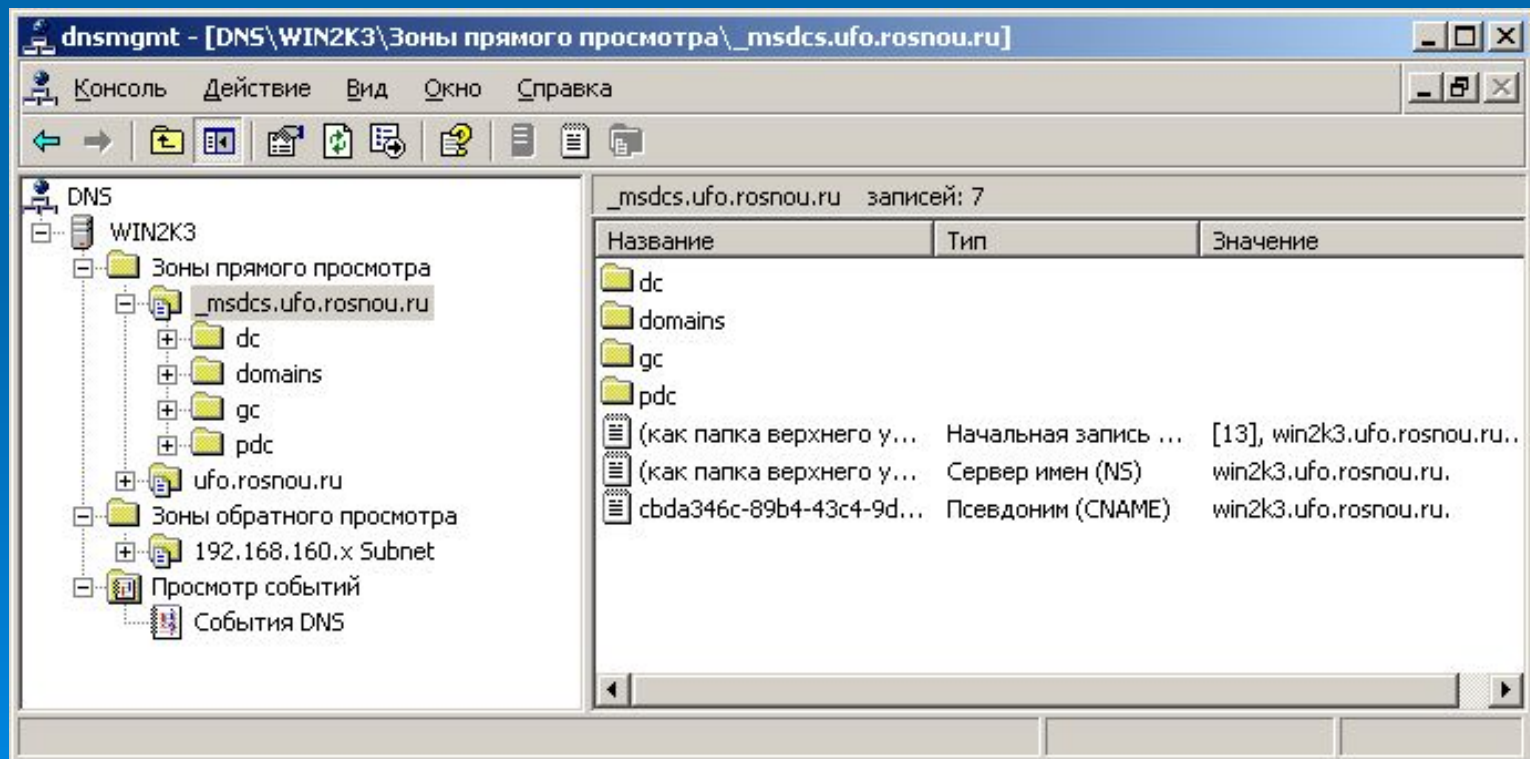 dnsmgmt - [DNS\WIN2K3\Зоны прямого просмотра\_msdcs.ufo.rosnou.ru]
Консоль Действие Вид Окно Справка
DNS
WIN2K3
Зоны прямого просмотра
_msdcs.ufo.rosnou.ru
dc
domains
gc
pdc
ufo.rosnou.ru
Зоны обратного просмотра
192.168.160.x Subnet
Просмотр событий
События DNS
_msdcs.ufo.rosnou.ru записей: 7
Название Тип Значение
dc
domains
gc
pdc
(как папка верхнего у... Начальная запись ... [13], win2k3.ufo.rosnou.ru..
(как папка верхнего у... Сервер имен (NS) win2k3.ufo.rosnou.ru.
cbda346c-89b4-43c4-9d... Псевдоним (CNAME) win2k3.ufo.rosnou.ru.